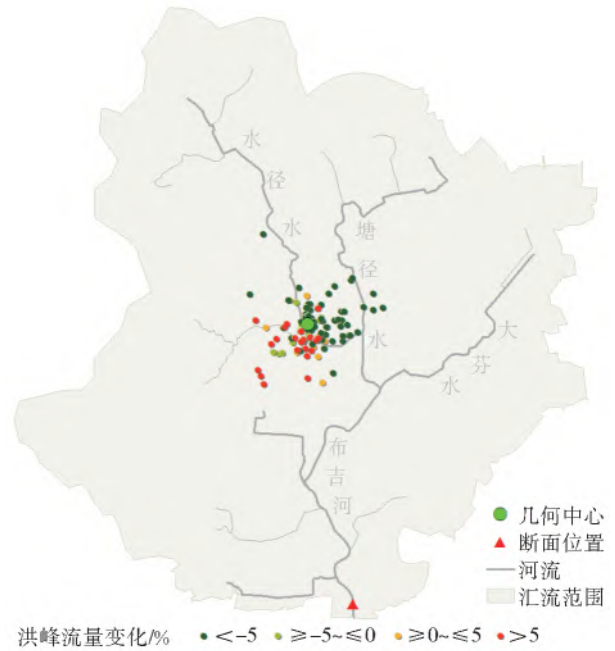 水径水
塘径水
大芬水
布吉河
几何中心
断面位置
河流
汇流范围
洪峰流量变化/% <-5 ≥-5~≤0 ≥0~≤5 >5